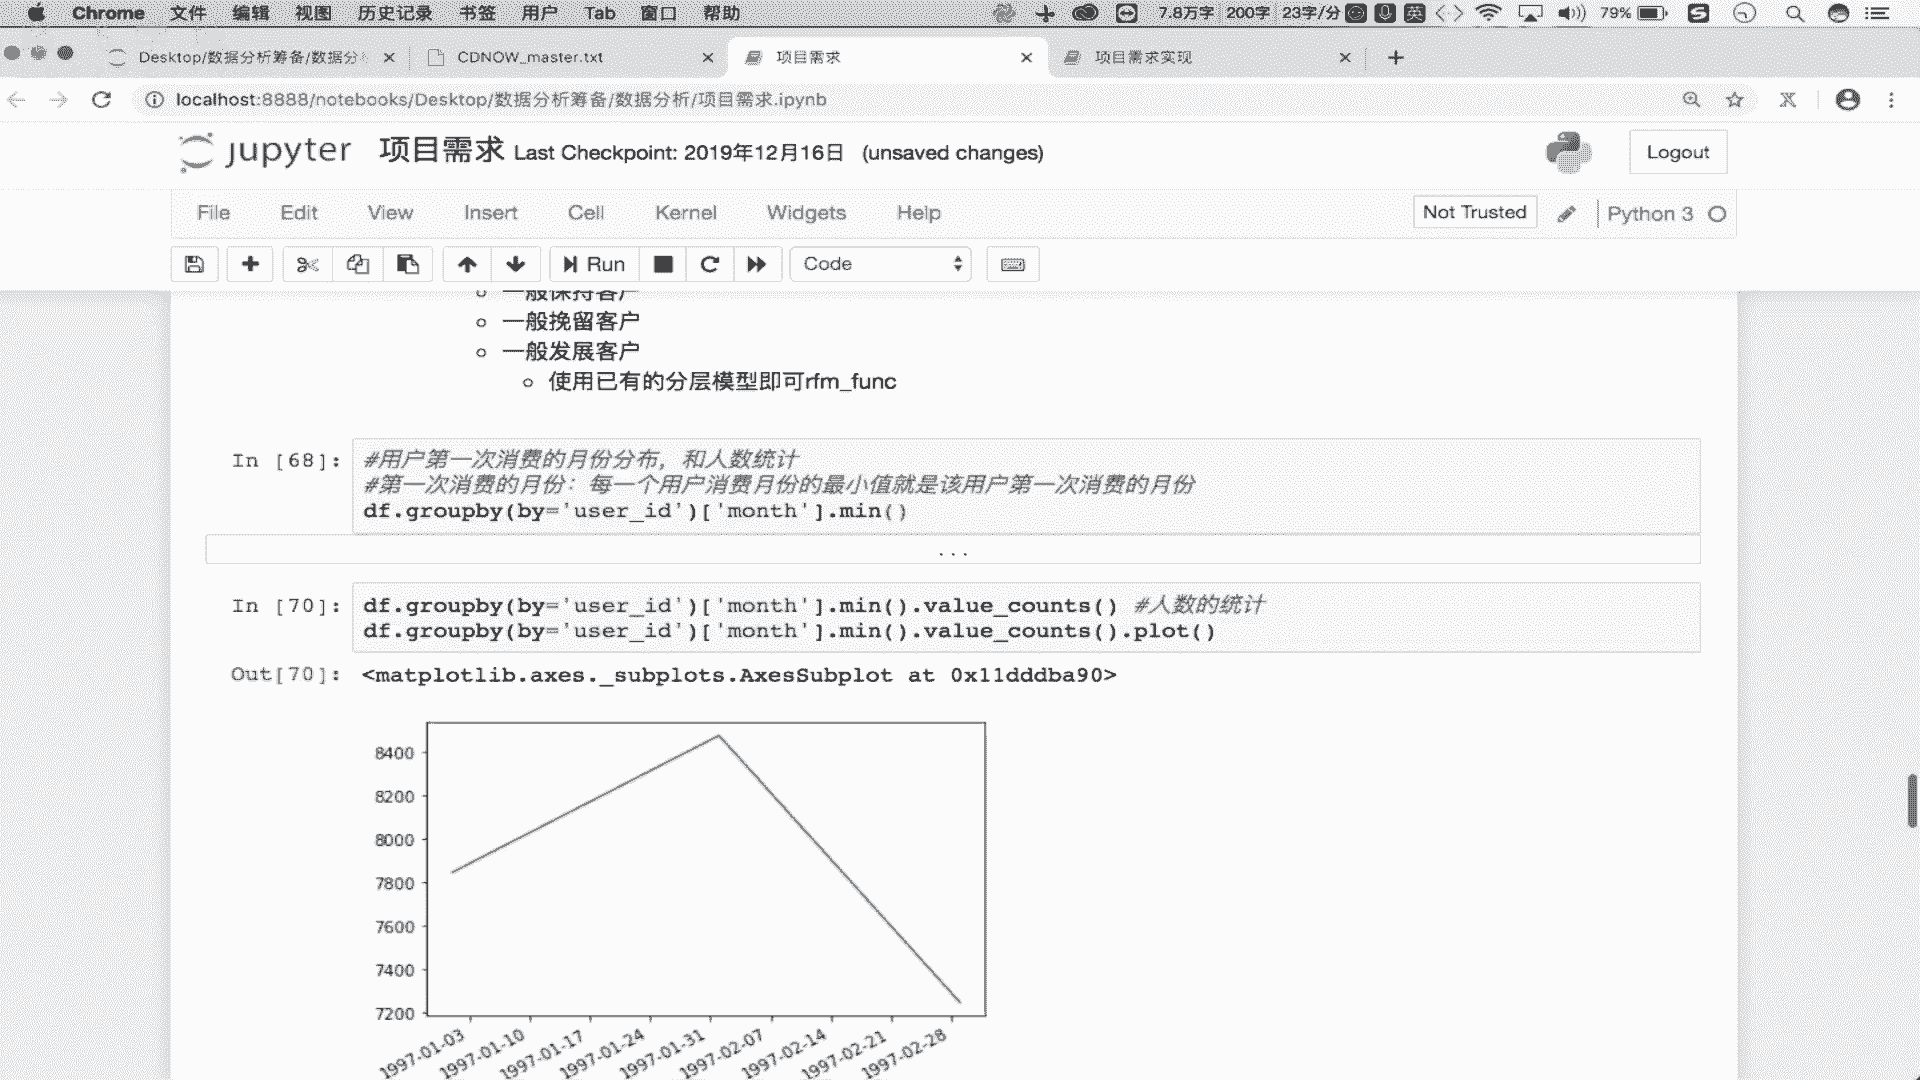 Chrome 文件 编辑 视图 历史记录 书签 用户 Tab 窗口 帮助 7.8万字 200字 23字/分 英 79%
Desktop/数据分析筹备/数据分 CDNOW_master.txt 项目需求 项目需求实现
localhost:8888/notebooks/Desktop/数据分析筹备/数据分析/项目需求.ipynb
jupyter 项目需求 Last Checkpoint: 2019年12月16日 (unsaved changes) Logout
File Edit View Insert Cell Kernel Widgets Help Not Trusted Python 3
Run Code
一般保持客户
一般挽留客户
一般发展客户
使用已有的分层模型即可rfm_func
In [68]: #用户第一次消费的月份分布，和人数统计
#第一次消费的月份：每一个用户消费月份的最小值就是该用户第一次消费的月份
df.groupby(by='user_id')['month'].min()
...
In [70]: df.groupby(by='user_id')['month'].min().value_counts() #人数的统计
df.groupby(by='user_id')['month'].min().value_counts().plot()
Out[70]: <matplotlib.axes._subplots.AxesSubplot at 0x11dddba90>
8400
8200
8000
7800
7600
7400
7200
1997-01-03 1997-01-10 1997-01-17 1997-01-24 1997-01-31 1997-02-07 1997-02-14 1997-02-21 1997-02-28